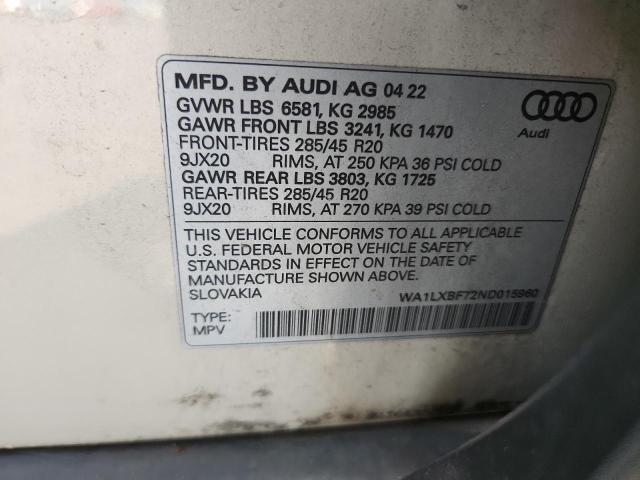 MFD. BY AUDI AG 04 22
GVWR LBS 6581, KG 2985
GAWR FRONT LBS 3241, KG 1470
FRONT-TIRES 285/45 R20
9JX20 RIMS, AT 250 KPA 36 PSI COLD
GAWR REAR LBS 3803, KG 1725
REAR-TIRES 285/45 R20
9JX20 RIMS, AT 270 KPA 39 PSI COLD
Audi
THIS VEHICLE CONFORMS TO ALL APPLICABLE
U.S. FEDERAL MOTOR VEHICLE SAFETY
STANDARDS IN EFFECT ON THE DATE OF
MANUFACTURE SHOWN ABOVE.
SLOVAKIA
WA1LXBF72ND015960
TYPE:
MPV